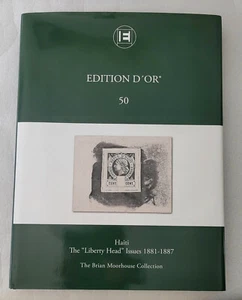 EDITION D'OR*
50
Haiti
The "Liberty Head" Issues 1881-1887
The Brian Moorhouse Collection